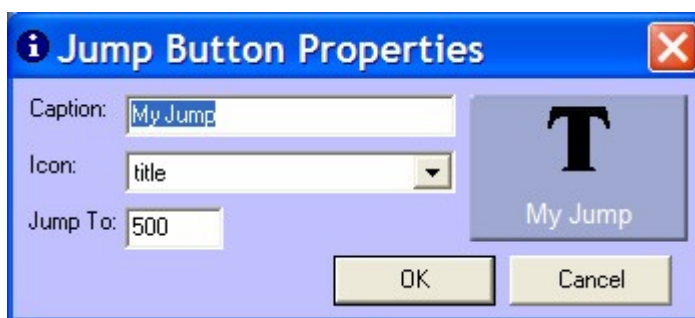 Jump Button Properties
Caption: My Jump
Icon: title
Jump To: 500
T
My Jump
OK Cancel